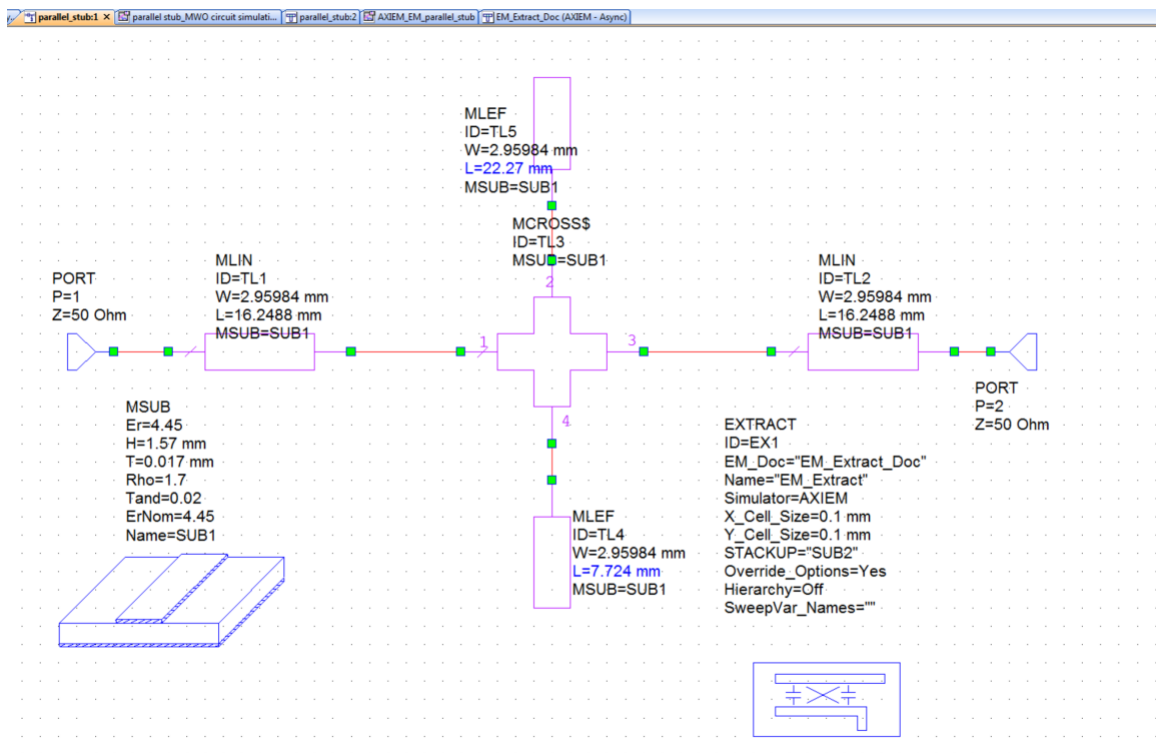 parallel_stub:1
parallel stub_MWO circuit simulati...
parallel_stub:2
AXIEM_EM_parallel_stub
EM_Extract_Doc (AXIEM - Async)
MLEF
ID=TL5
W=2.95984 mm
L=22.27 mm
MSUB=SUB1
MCROSS$
ID=TL3
MSUB=SUB1
2
1
3
4
PORT
P=1
Z=50 Ohm
MLIN
ID=TL1
W=2.95984 mm
L=16.2488 mm
MSUB=SUB1
MLIN
ID=TL2
W=2.95984 mm
L=16.2488 mm
MSUB=SUB1
PORT
P=2
Z=50 Ohm
MSUB
Er=4.45
H=1.57 mm
T=0.017 mm
Rho=1.7
Tand=0.02
ErNom=4.45
Name=SUB1
MLEF
ID=TL4
W=2.95984 mm
L=7.724 mm
MSUB=SUB1
EXTRACT
ID=EX1
EM_Doc="EM_Extract_Doc"
Name="EM_Extract"
Simulator=AXIEM
X_Cell_Size=0.1 mm
Y_Cell_Size=0.1 mm
STACKUP="SUB2"
Override_Options=Yes
Hierarchy=Off
SweepVar_Names=""